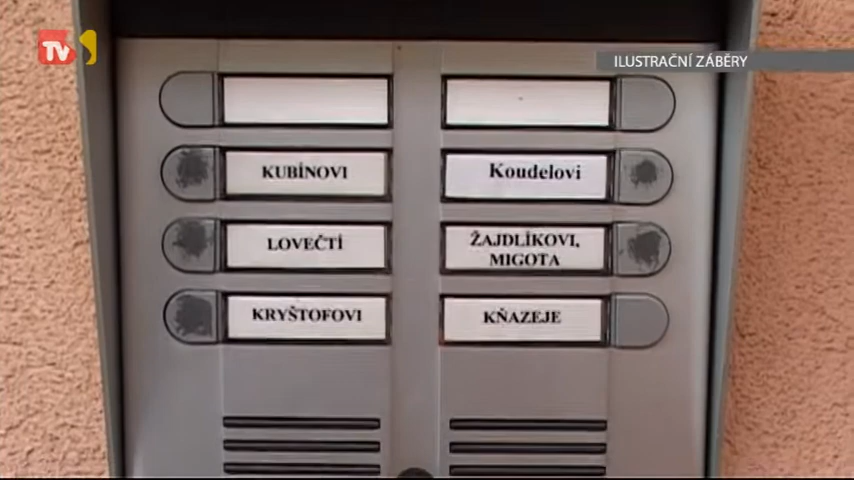 TV
ILUSTRAČNÍ ZÁBĚRY
KUBÍNOVI
Koudelovi
LOVEČTÍ
ŽAJDLÍKOVI,
MIGOTA
KRYŠTOFOVI
KŇAZEJE